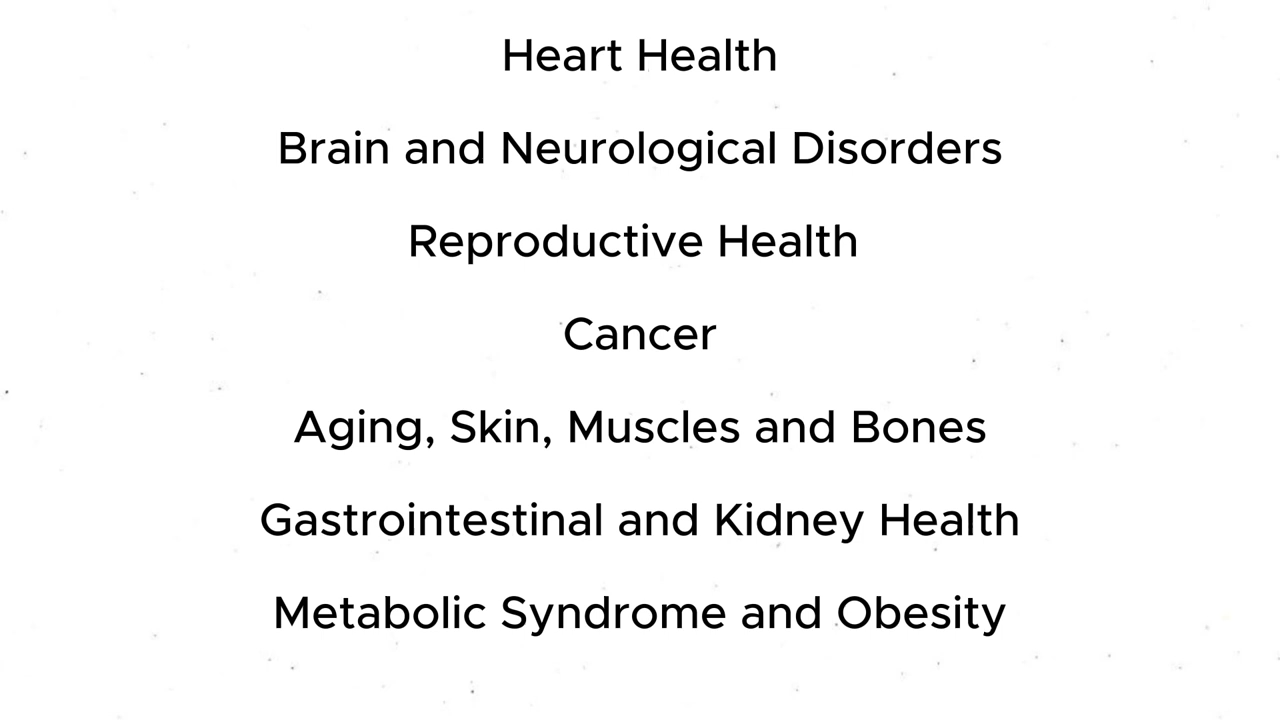 Heart Health
Brain and Neurological Disorders
Reproductive Health
Cancer
Aging, Skin, Muscles and Bones
Gastrointestinal and Kidney Health
Metabolic Syndrome and Obesity